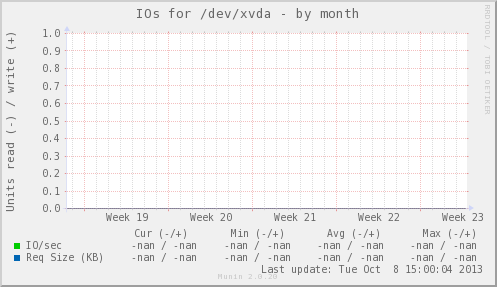 IOs for /dev/xvda - by month
RRDTOOL / TOBI OETIKER
Units read (-) / write (+)
1.0
0.9
0.8
0.7
0.6
0.5
0.4
0.3
0.2
0.1
0.0
Week 19 Week 20 Week 21 Week 22 Week 23
Cur (-/+) Min (-/+) Avg (-/+) Max (-/+)
IO/sec -nan / -nan -nan / -nan -nan / -nan -nan / -nan
Req Size (KB) -nan / -nan -nan / -nan -nan / -nan -nan / -nan
Last update: Tue Oct 8 15:00:04 2013
Munin 2.0.20